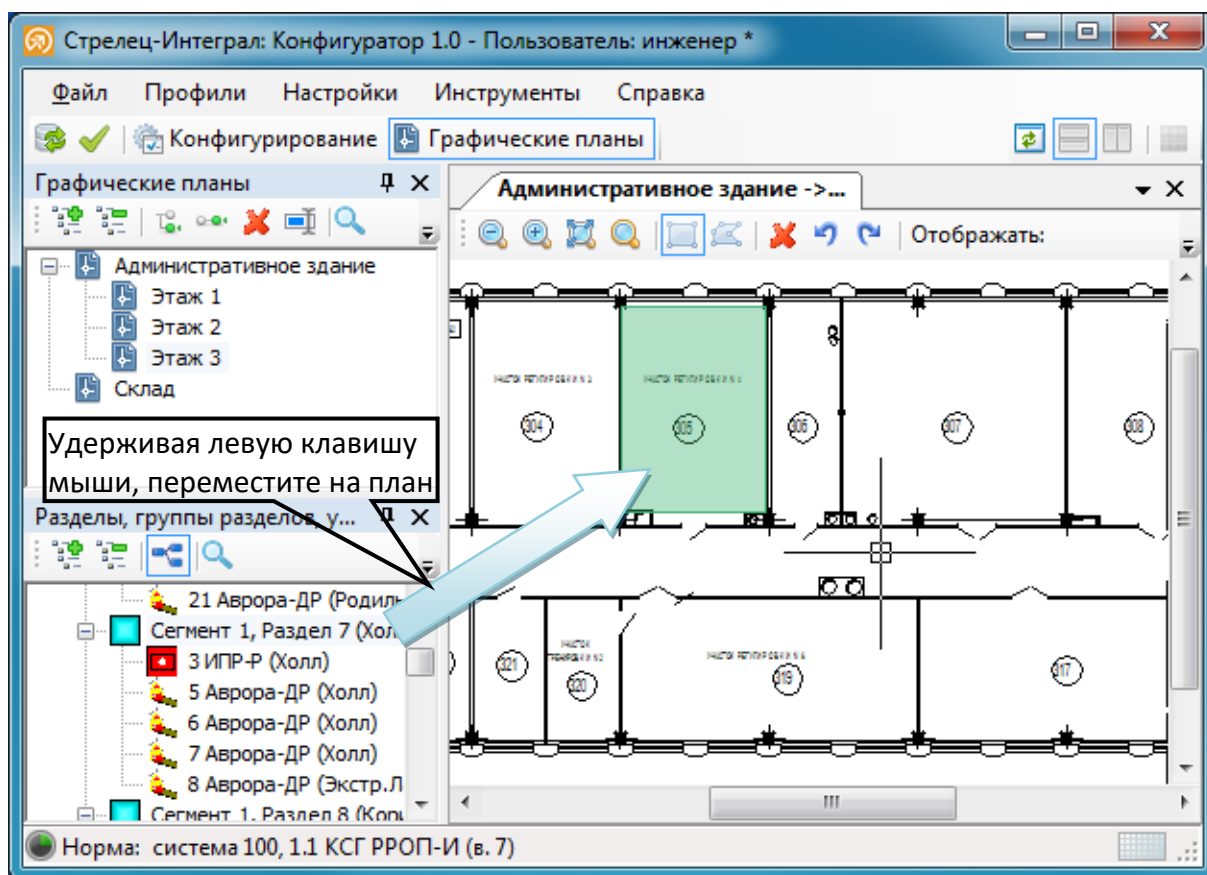 Стрелец-Интеграл: Конфигуратор 1.0 - Пользователь: инженер *
Файл Профили Настройки Инструменты Справка
Конфигурирование Графические планы
Графические планы
Административное здание ->...
Отображать:
Административное здание
Этаж 1
Этаж 2
Этаж 3
Склад
Удерживая левую клавишу
мыши, переместите на план
Разделы, группы разделов, у...
21 Аврора-ДР (Родиль
Сегмент 1, Раздел 7 (Хол
3 ИПР-Р (Холл)
5 Аврора-ДР (Холл)
6 Аврора-ДР (Холл)
7 Аврора-ДР (Холл)
8 Аврора-ДР (Экстр.Л
Сегмент 1, Раздел 8 (Кори
304
305
306
307
308
321
320
319
317
Норма: система 100, 1.1 КСГ РРОП-И (в. 7)